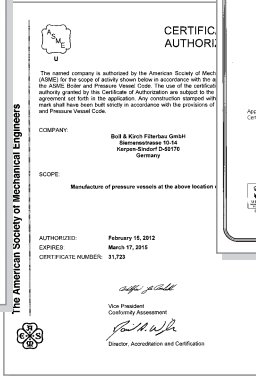 ASME
U
CERTIFIC
AUTHORI
The named company is authorized by the American Society of Mech
(ASME) for the scope of activity shown below in accordance with the a
the ASME Boiler and Pressure Vessel Code. The use of the certificat
authority granted by this Certificate of Authorization are subject to the
agreement set forth in the application. Any construction stamped with
mark shall have been built strictly in accordance with the provisions of
and Pressure Vessel Code.
COMPANY:
Boll & Kirch Filterbau GmbH
Siemensstrasse 10-14
Kerpen-Sindorf D-50170
Germany
SCOPE:
Manufacture of pressure vessels at the above location
AUTHORIZED: February 15, 2012
EXPIRES: March 17, 2015
CERTIFICATE NUMBER: 31,723
Vice President
Conformity Assessment
Director, Accreditation and Certification
The American Society of Mechanical Engineers
App
Cert